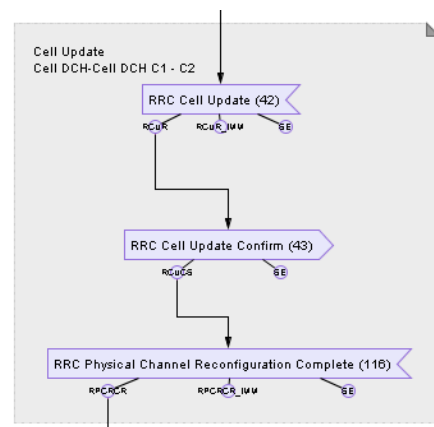 Cell Update
Cell DCH-Cell DCH C1 - C2
RRC Cell Update (42)
RCuR RCuR_IMM SE
RRC Cell Update Confirm (43)
RCuCS SE
RRC Physical Channel Reconfiguration Complete (116)
RPCRCR RPCRCR_IMM SE